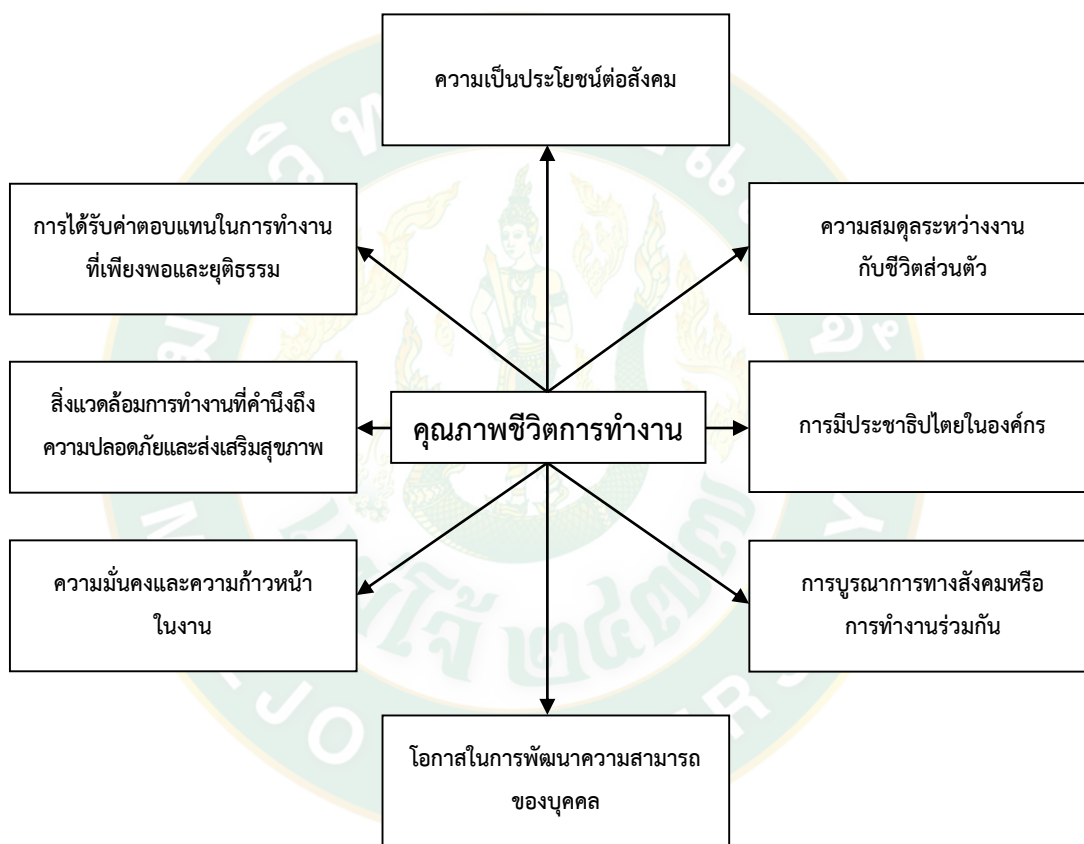 ความเป็นประโยชน์ต่อสังคม
การได้รับค่าตอบแทนในการทำงาน
ที่เพียงพอและยุติธรรม
ความสมดุลระหว่างงาน
กับชีวิตส่วนตัว
สิ่งแวดล้อมการทำงานที่คำนึงถึง
ความปลอดภัยและส่งเสริมสุขภาพ
คุณภาพชีวิตการทำงาน
การมีประชาธิปไตยในองค์กร
ความมั่นคงและความก้าวหน้า
ในงาน
การบูรณาการทางสังคมหรือ
การทำงานร่วมกัน
โอกาสในการพัฒนาความสามารถ
ของบุคคล
แม่โจ้ ๒๔๗๗